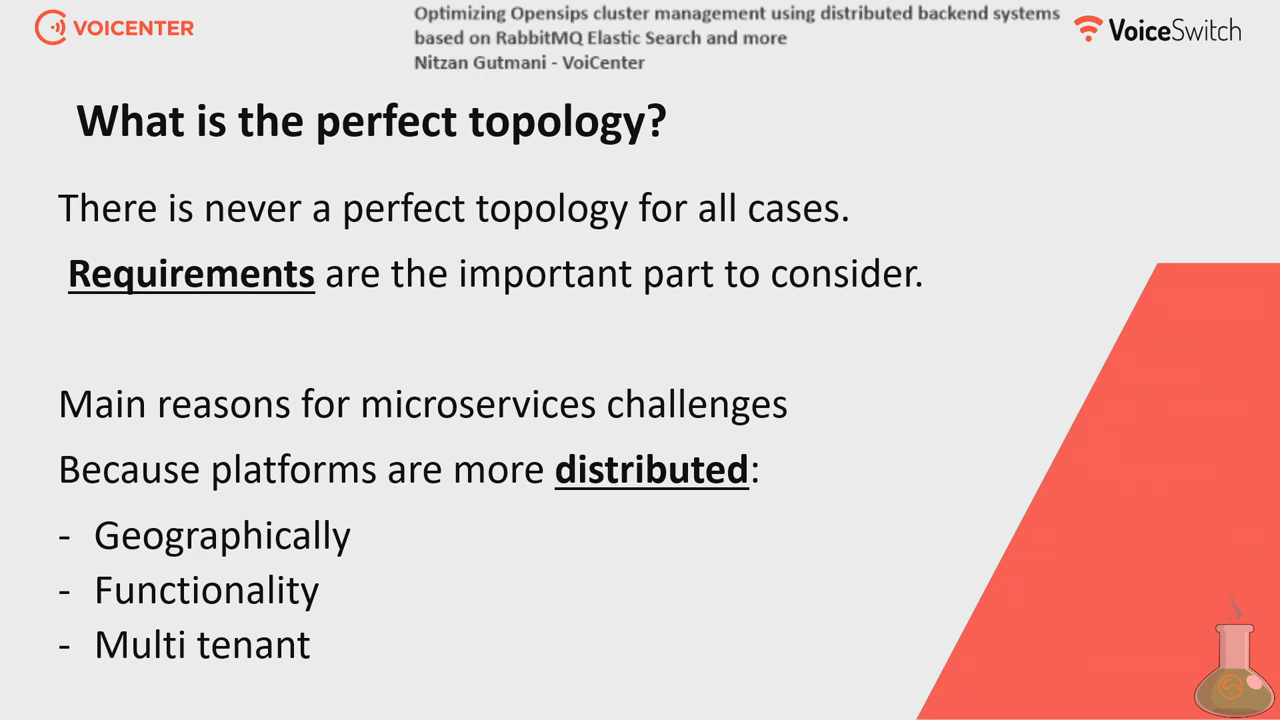 VOICENTER
Optimizing Opensips cluster management using distributed backend systems
based on RabbitMQ Elastic Search and more
Nitzan Gutmani - VoiCenter
VoiceSwitch
What is the perfect topology?
There is never a perfect topology for all cases.
Requirements are the important part to consider.
Main reasons for microservices challenges
Because platforms are more distributed:
- Geographically
- Functionality
- Multi tenant